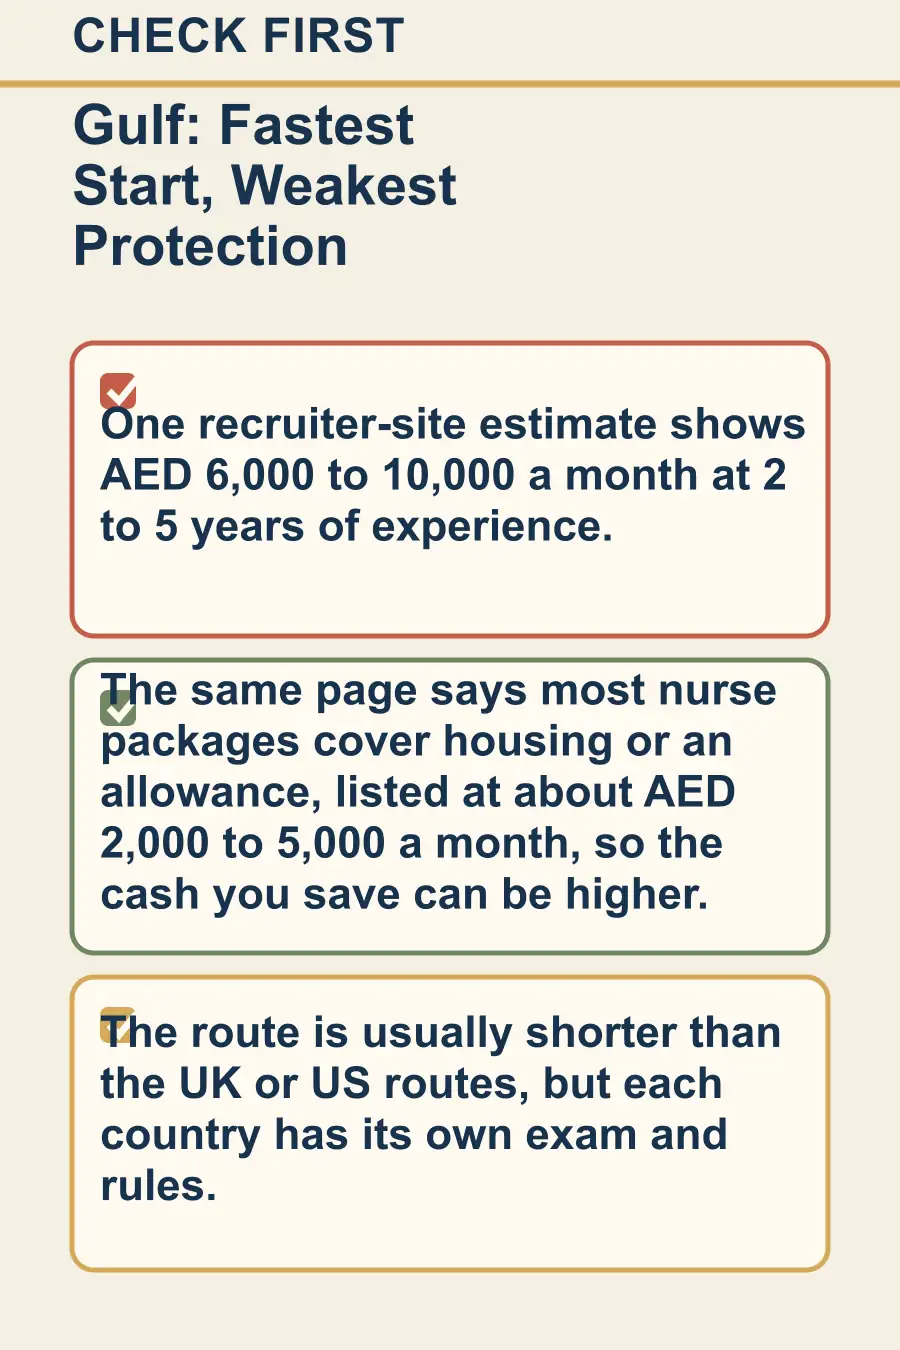 CHECK FIRST
Gulf: Fastest
Start, Weakest
Protection
One recruiter-site estimate shows
AED 6,000 to 10,000 a month at 2
to 5 years of experience.
The same page says most nurse
packages cover housing or an
allowance, listed at about AED
2,000 to 5,000 a month, so the
cash you save can be higher.
The route is usually shorter than
the UK or US routes, but each
country has its own exam and
rules.